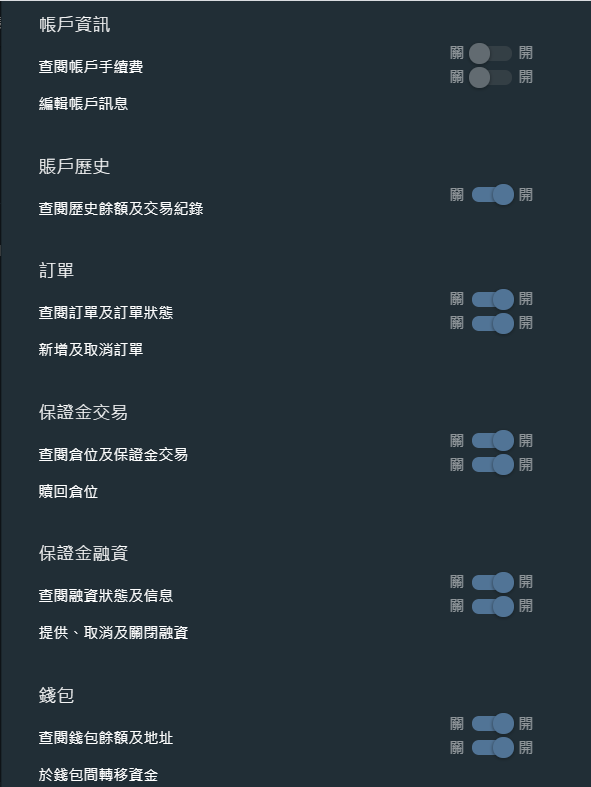 帳戶資訊
關 開
查閱帳戶手續費
關 開
編輯帳戶訊息
賬戶歷史
關 開
查閱歷史餘額及交易紀錄
訂單
關 開
查閱訂單及訂單狀態
關 開
新增及取消訂單
保證金交易
關 開
查閱倉位及保證金交易
關 開
贖回倉位
保證金融資
關 開
查閱融資狀態及信息
關 開
提供、取消及關閉融資
錢包
關 開
查閱錢包餘額及地址
關 開
於錢包間轉移資金